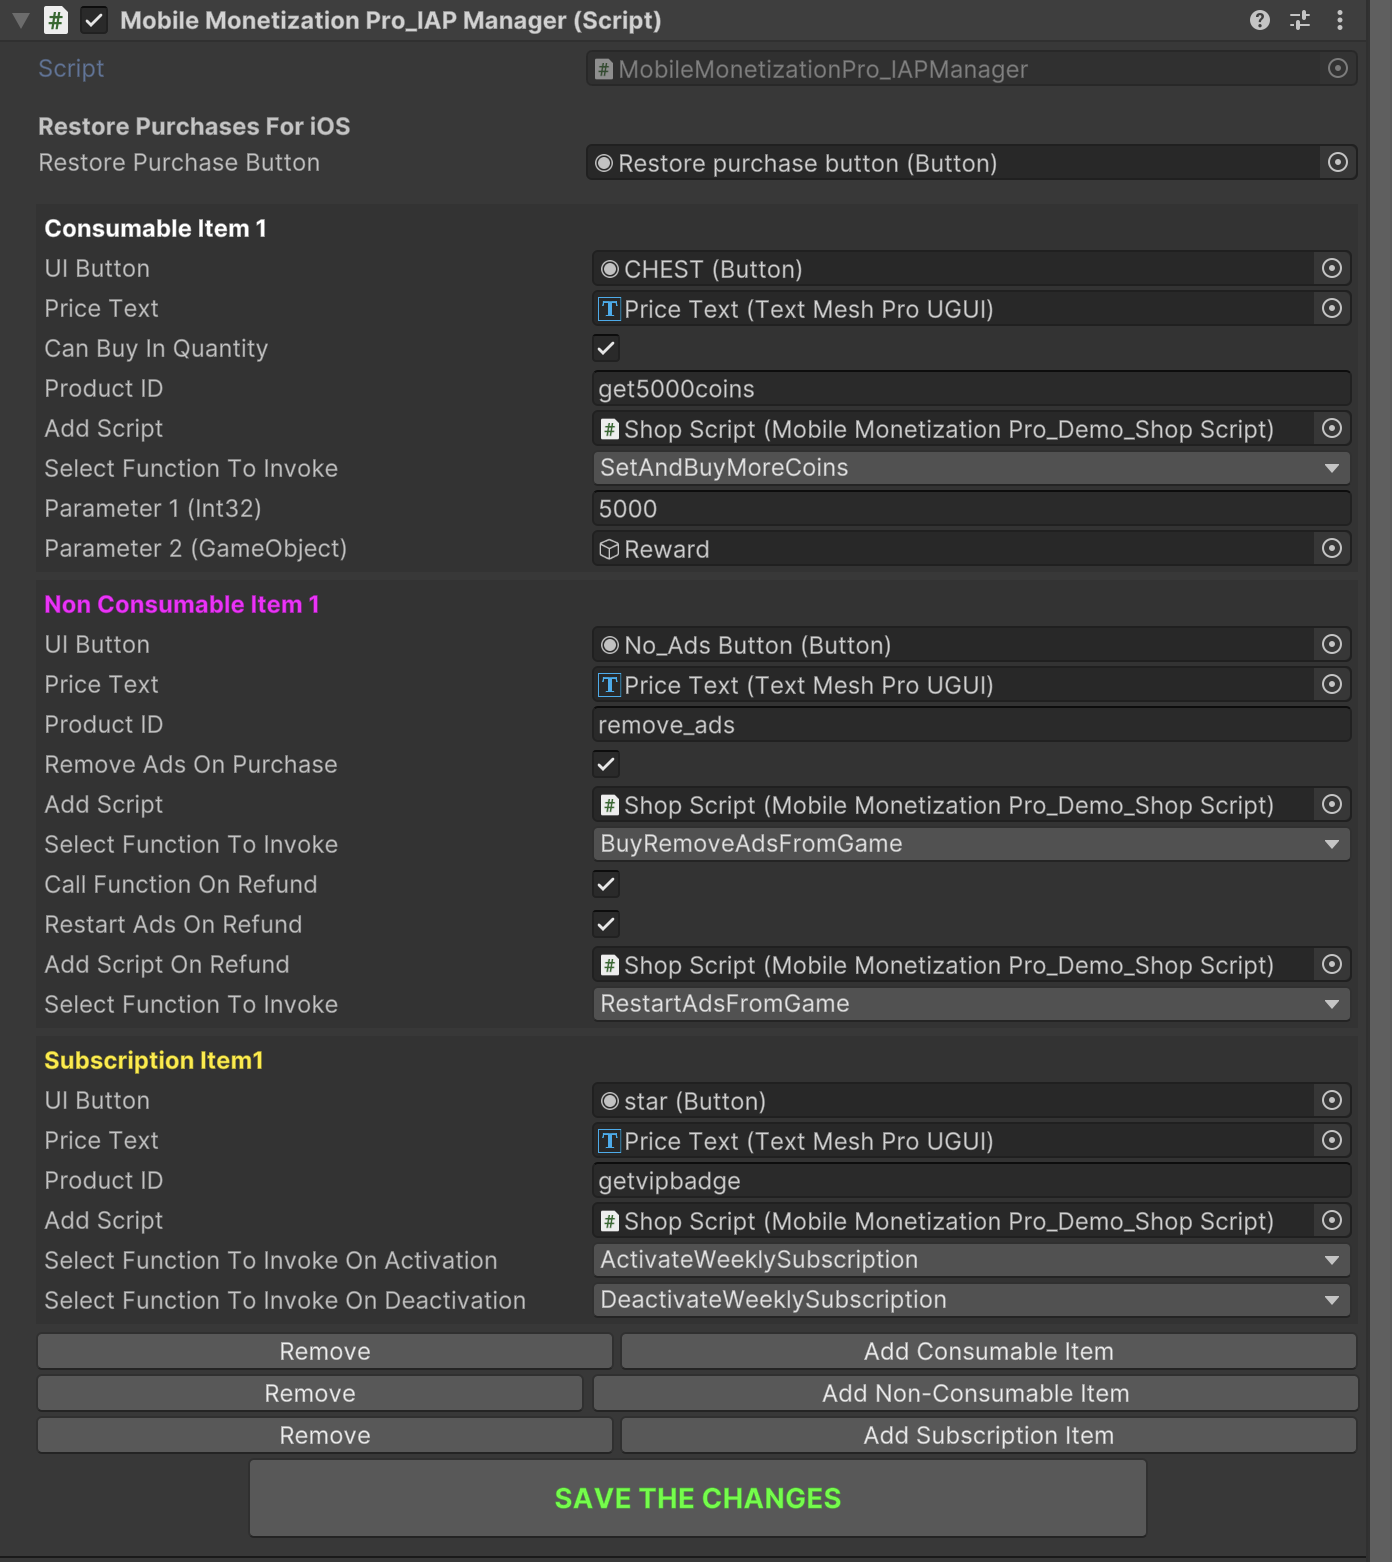 Mobile Monetization Pro_IAP Manager (Script)
Script # MobileMonetizationPro_IAPManager
Restore Purchases For iOS
Restore Purchase Button Restore purchase button (Button)
Consumable Item 1
UI Button CHEST (Button)
Price Text T Price Text (Text Mesh Pro UGUI)
Can Buy In Quantity
Product ID get5000coins
Add Script # Shop Script (Mobile Monetization Pro_Demo_Shop Script)
Select Function To Invoke SetAndBuyMoreCoins
Parameter 1 (Int32) 5000
Parameter 2 (GameObject) Reward
Non Consumable Item 1
UI Button No_Ads Button (Button)
Price Text T Price Text (Text Mesh Pro UGUI)
Product ID remove_ads
Remove Ads On Purchase
Add Script # Shop Script (Mobile Monetization Pro_Demo_Shop Script)
Select Function To Invoke BuyRemoveAdsFromGame
Call Function On Refund
Restart Ads On Refund
Add Script On Refund # Shop Script (Mobile Monetization Pro_Demo_Shop Script)
Select Function To Invoke RestartAdsFromGame
Subscription Item1
UI Button star (Button)
Price Text T Price Text (Text Mesh Pro UGUI)
Product ID getvipbadge
Add Script # Shop Script (Mobile Monetization Pro_Demo_Shop Script)
Select Function To Invoke On Activation ActivateWeeklySubscription
Select Function To Invoke On Deactivation DeactivateWeeklySubscription
Remove Add Consumable Item
Remove Add Non-Consumable Item
Remove Add Subscription Item
SAVE THE CHANGES